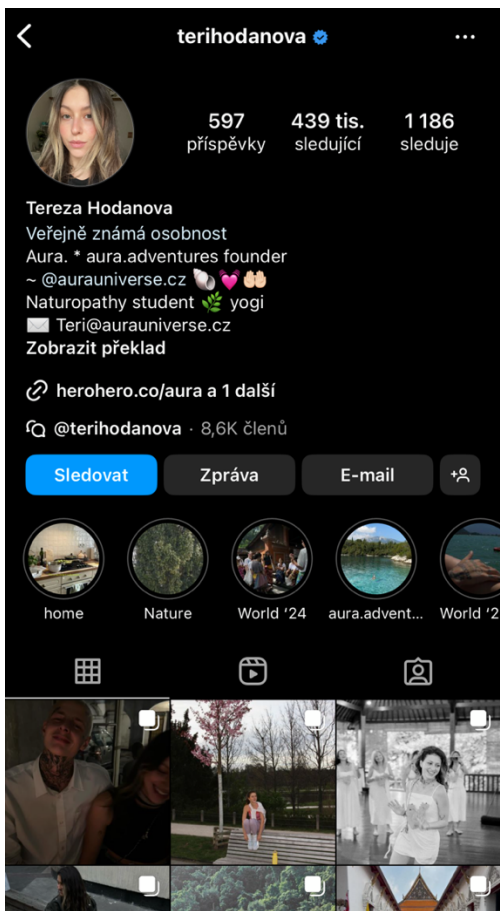 terihodanova
597 439 tis. 1 186
příspěvky sledující sleduje
Tereza Hodanova
Veřejně známá osobnost
Aura. * aura.adventures founder
~ @aurauniverse.cz 🐚💓🤲🏻
Naturopathy student 🌿 yogi
✉️ Teri@aurauniverse.cz
Zobrazit překlad
herohero.co/aura a 1 další
@terihodanova · 8,6K členů
Sledovat Zpráva E-mail
home Nature World ‘24 aura.advent... World ‘2